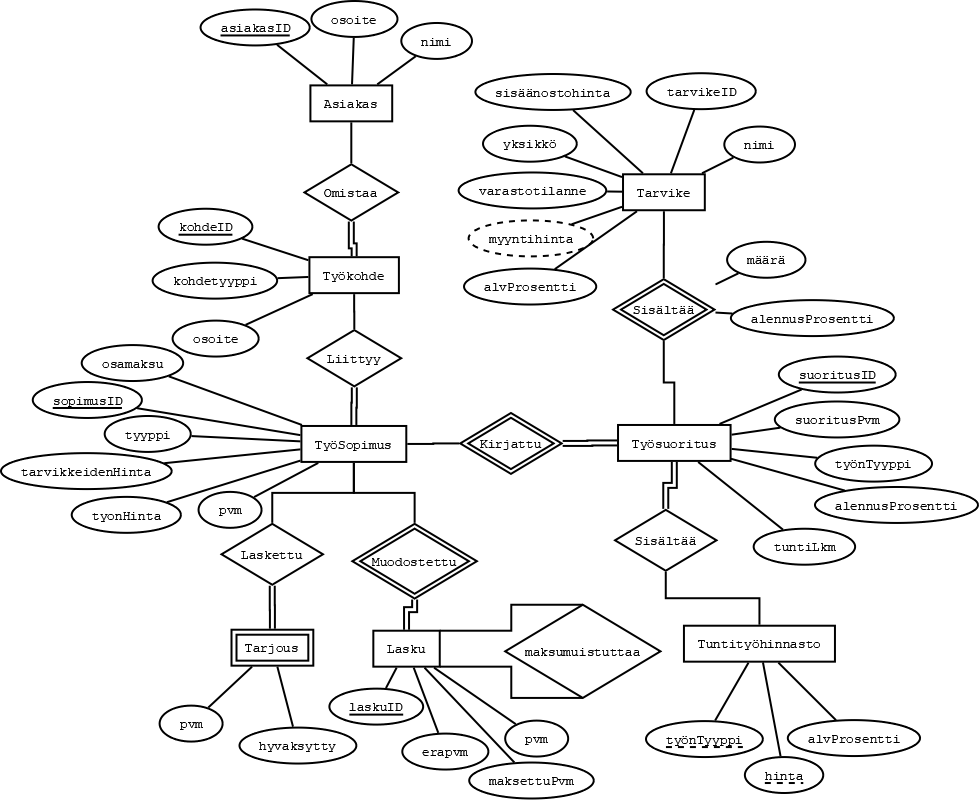 osoite
asiakasID
nimi
Asiakas
sisäänostohinta
tarvikeID
yksikkö
nimi
varastotilanne
Tarvike
Omistaa
kohdeID
myyntihinta
määrä
kohdetyyppi
Työkohde
alvProsentti
Sisältää
alennusProsentti
osoite
Liittyy
osamaksu
suoritusID
sopimusID
suoritusPvm
tyyppi
TyöSopimus
Kirjattu
Työsuoritus
työnTyyppi
tarvikkeidenHinta
alennusProsentti
pvm
tyonHinta
Sisältää
tuntiLkm
Laskettu
Muodostettu
Tarjous
Lasku
maksumuistuttaa
Tuntityöhinnasto
laskuID
pvm
hyvaksytty
erapvm
pvm
työnTyyppi
alvProsentti
maksettuPvm
hinta